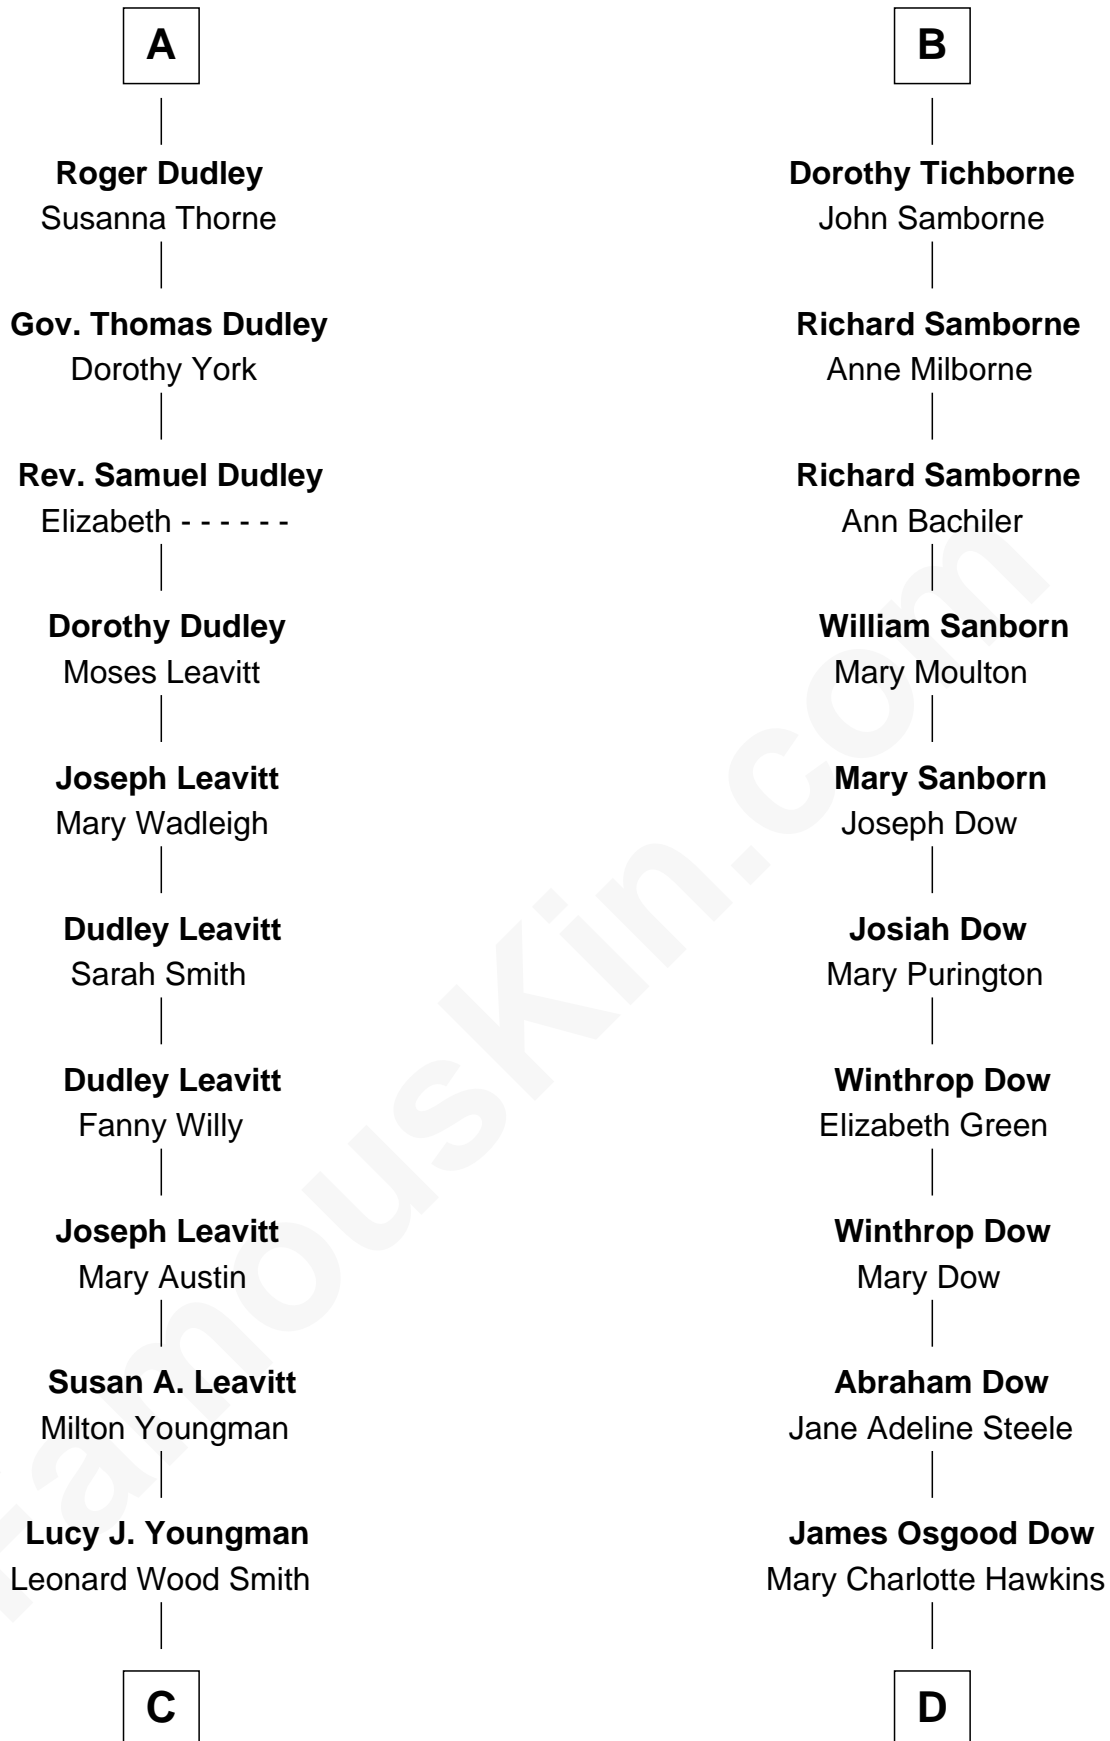 A
Roger Dudley
Susanna Thorne
Gov. Thomas Dudley
Dorothy York
Rev. Samuel Dudley
Elizabeth - - - - - -
Dorothy Dudley
Moses Leavitt
Joseph Leavitt
Mary Wadleigh
Dudley Leavitt
Sarah Smith
Dudley Leavitt
Fanny Willy
Joseph Leavitt
Mary Austin
Susan A. Leavitt
Milton Youngman
Lucy J. Youngman
Leonard Wood Smith
C
B
Dorothy Tichborne
John Samborne
Richard Samborne
Anne Milborne
Richard Samborne
Ann Bachiler
William Sanborn
Mary Moulton
Mary Sanborn
Joseph Dow
Josiah Dow
Mary Purington
Winthrop Dow
Elizabeth Green
Winthrop Dow
Mary Dow
Abraham Dow
Jane Adeline Steele
James Osgood Dow
Mary Charlotte Hawkins
D
FamousKin.com